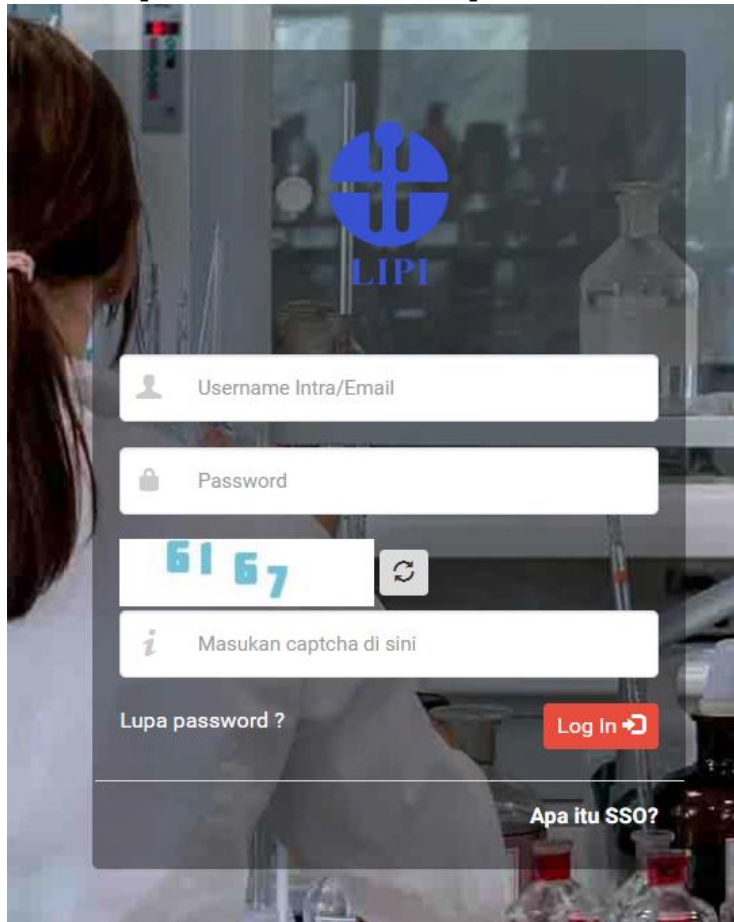 LIPI
Username Intra/Email
Password
6167
Masukan captcha di sini
Lupa password ?
Log In
Apa itu SSO?